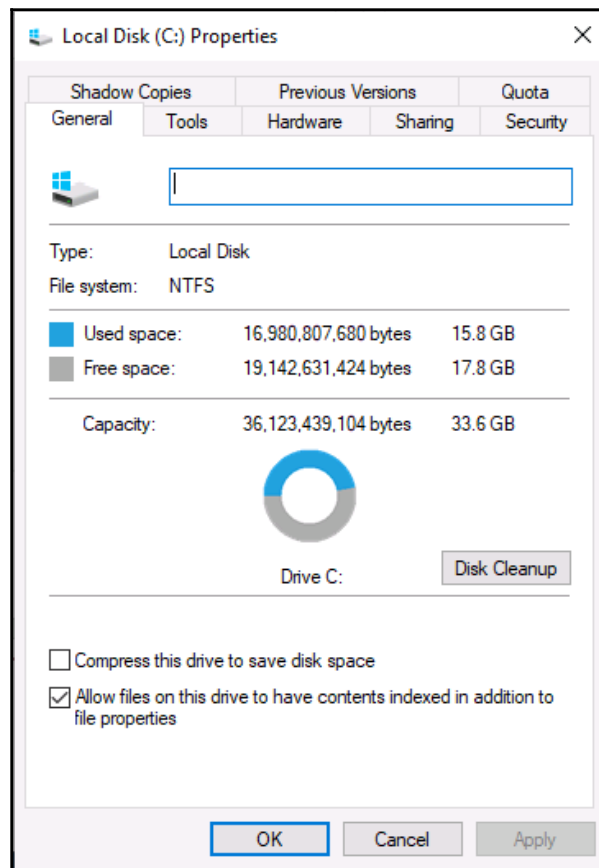 Local Disk (C:) Properties
Shadow Copies Previous Versions Quota
General Tools Hardware Sharing Security
Type: Local Disk
File system: NTFS
Used space: 16,980,807,680 bytes 15.8 GB
Free space: 19,142,631,424 bytes 17.8 GB
Capacity: 36,123,439,104 bytes 33.6 GB
Drive C: Disk Cleanup
Compress this drive to save disk space
Allow files on this drive to have contents indexed in addition to
file properties
OK Cancel Apply